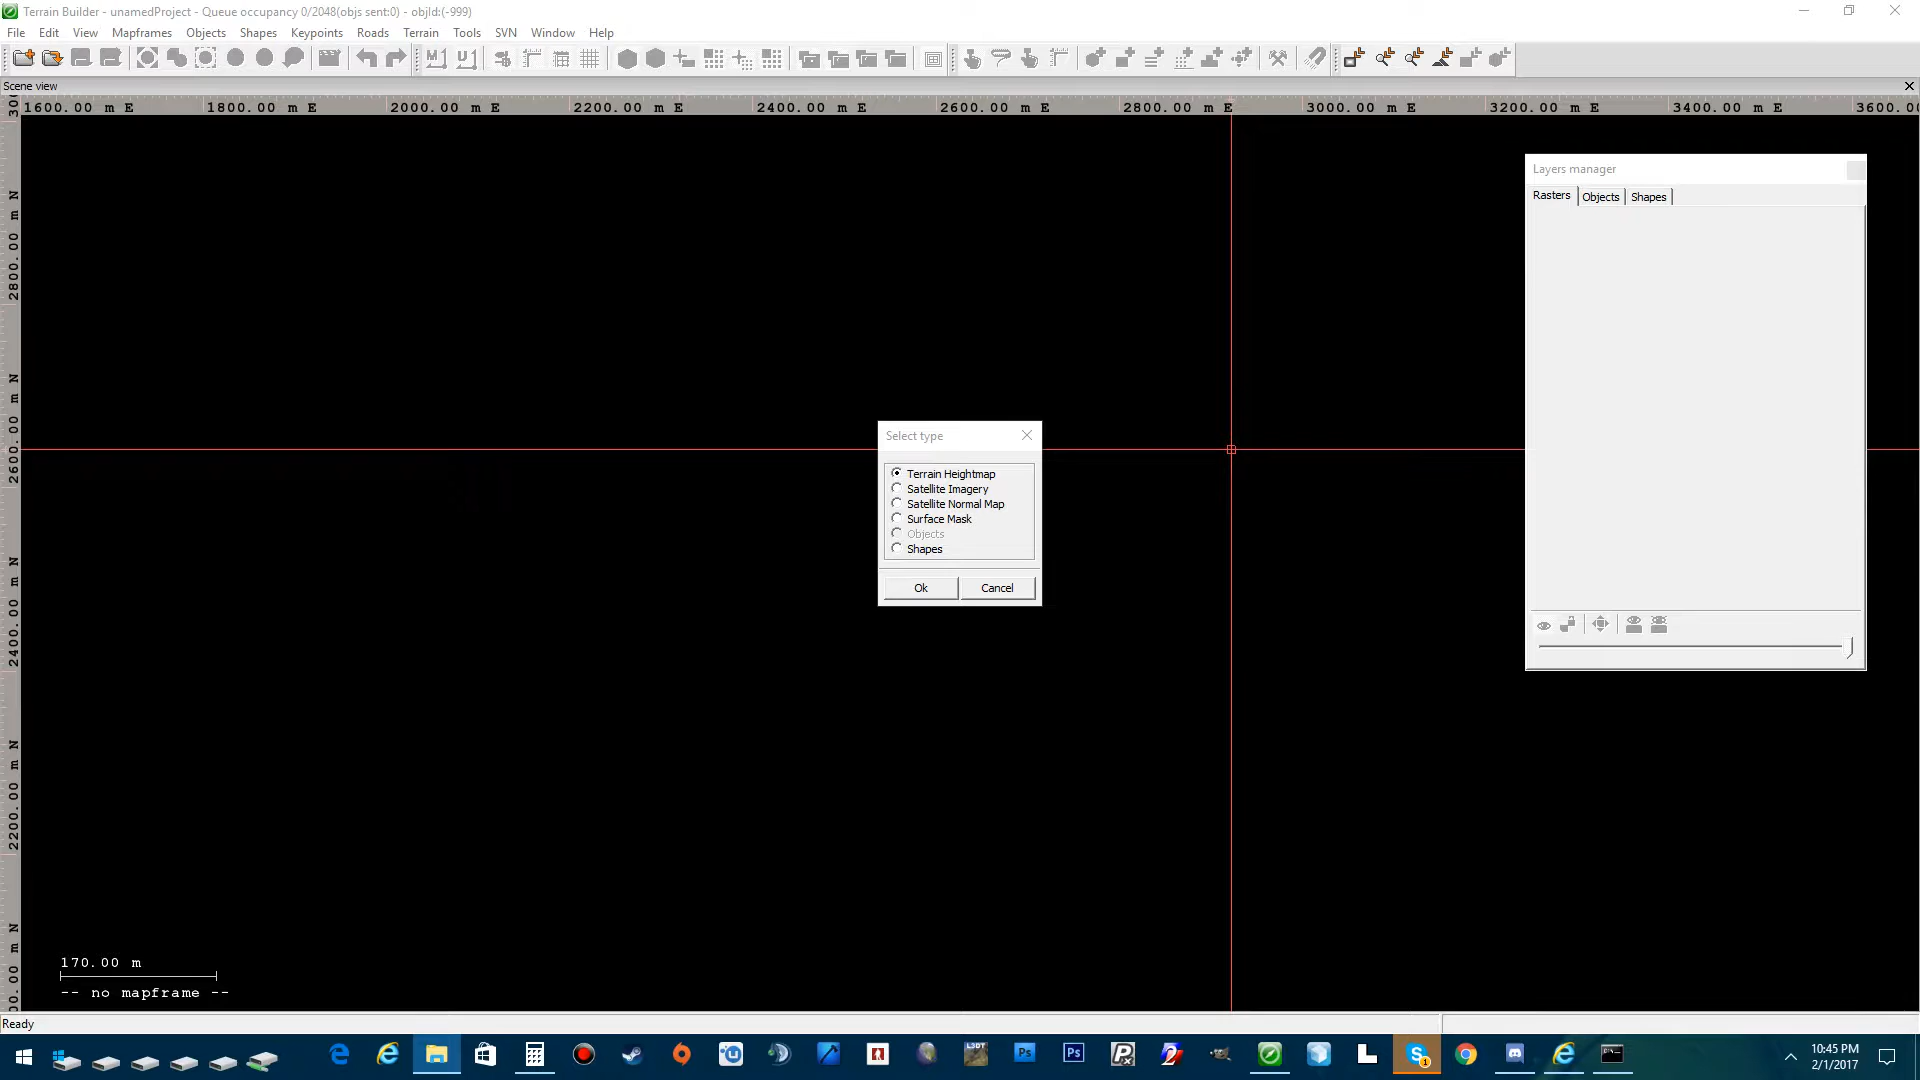 Terrain Builder - unamedProject - Queue occupancy 0/2048(objs sent:0) - objId:(-999)
File Edit View Mapframes Objects Shapes Keypoints Roads Terrain Tools SVN Window Help
Scene view
1600.00 m E 1800.00 m E 2000.00 m E 2200.00 m E 2400.00 m E 2600.00 m E 2800.00 m E 3000.00 m E 3200.00 m E 3400.00 m E
2800.00 m N
2600.00 m N
2400.00 m N
2200.00 m N
Layers manager
Rasters Objects Shapes
Select type
Terrain Heightmap
Satellite Imagery
Satellite Normal Map
Surface Mask
Objects
Shapes
Ok Cancel
170.00 m
-- no mapframe --
Ready
L3DT
Ps
Ps
10:45 PM
2/1/2017